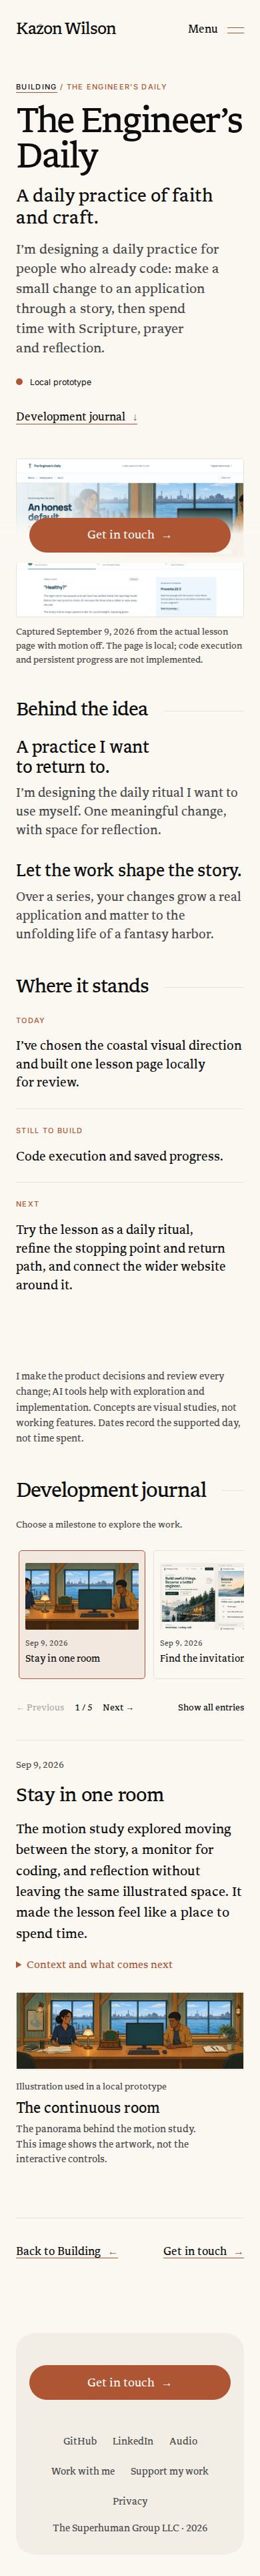 Kazon Wilson
Menu
BUILDING / THE ENGINEER'S DAILY
The Engineer's
Daily
A daily practice of faith
and craft.
I'm designing a daily practice for
people who already code: make a
small change to an application
through a story, then spend
time with Scripture, prayer
and reflection.
Local prototype
Development journal ↓
The Engineer's Daily
An honest
default
Get in touch →
"Healthy?"
Captured September 9, 2026 from the actual lesson
page with motion off. The page is local; code execution
and persistent progress are not implemented.
Behind the idea
A practice I want
to return to.
I'm designing the daily ritual I want to
use myself. One meaningful change,
with space for reflection.
Let the work shape the story.
Over a series, your changes grow a real
application and matter to the
unfolding life of a fantasy harbor.
Where it stands
TODAY
I've chosen the coastal visual direction
and built one lesson page locally
for review.
STILL TO BUILD
Code execution and saved progress.
NEXT
Try the lesson as a daily ritual,
refine the stopping point and return
path, and connect the wider website
around it.
I make the product decisions and review every
change; AI tools help with exploration and
implementation. Concepts are visual studies, not
working features. Dates record the supported day,
not time spent.
Development journal
Choose a milestone to explore the work.
Sep 9, 2026
Stay in one room
Sep 9, 2026
Find the invitation
← Previous 1 / 5 Next → Show all entries
Sep 9, 2026
Stay in one room
The motion study explored moving
between the story, a monitor for
coding, and reflection without
leaving the same illustrated space. It
made the lesson feel like a place to
spend time.
▶ Context and what comes next
Illustration used in a local prototype
The continuous room
The panorama behind the motion study.
This image shows the artwork, not the
interactive controls.
Back to Building ←
Get in touch →
Get in touch →
GitHub LinkedIn Audio
Work with me Support my work
Privacy
The Superhuman Group LLC · 2026